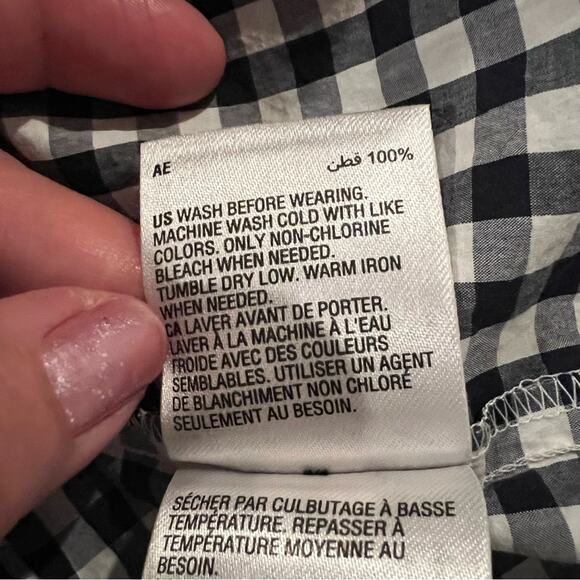 AE 100% قطن
US WASH BEFORE WEARING.
MACHINE WASH COLD WITH LIKE
COLORS. ONLY NON-CHLORINE
BLEACH WHEN NEEDED.
TUMBLE DRY LOW. WARM IRON
WHEN NEEDED.
CA LAVER AVANT DE PORTER.
LAVER À LA MACHINE À L'EAU
FROIDE AVEC DES COULEURS
SEMBLABLES. UTILISER UN AGENT
DE BLANCHIMENT NON CHLORÉ
SEULEMENT AU BESOIN.
SÉCHER PAR CULBUTAGE À BASSE
TEMPÉRATURE. REPASSER À
TEMPÉRATURE MOYENNE AU
BESOIN.